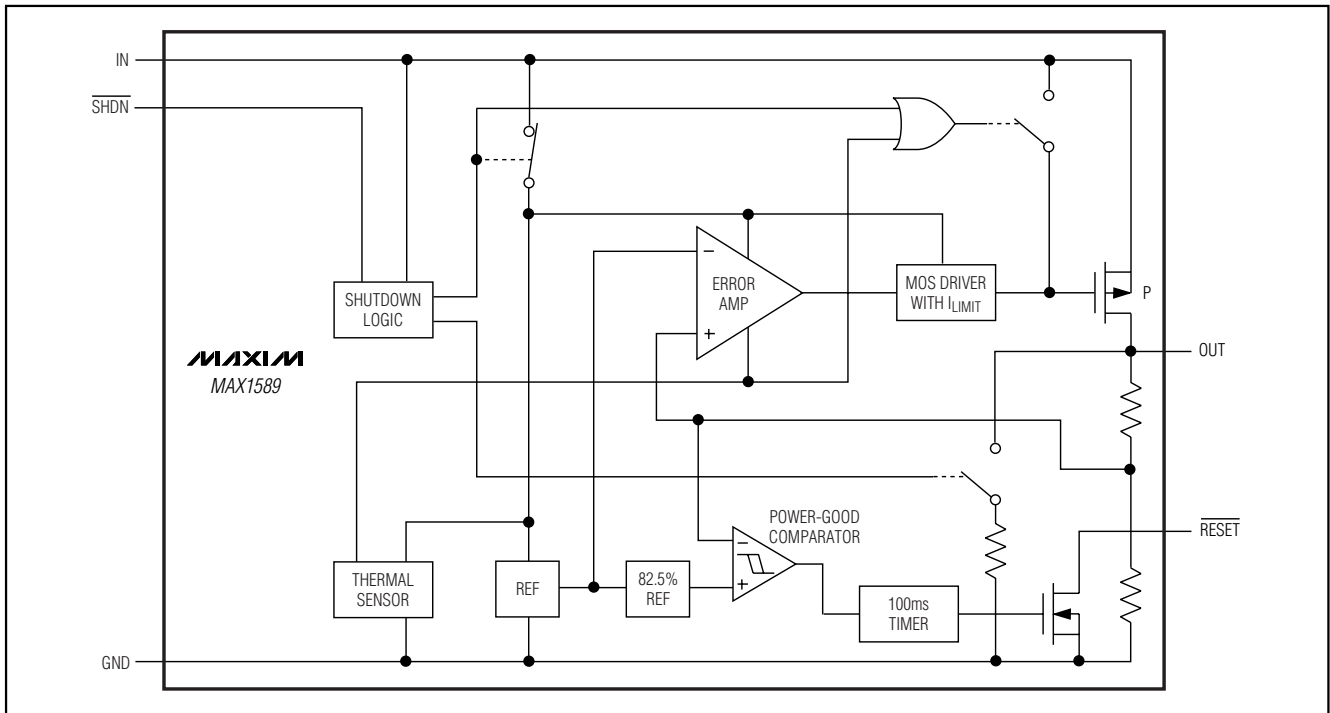 IN
SHDN
ERROR
AMP
MOS DRIVER
WITH ILIMIT
P
SHUTDOWN
LOGIC
MAXIM
MAX1589
OUT
POWER-GOOD
COMPARATOR
RESET
THERMAL
SENSOR
REF
82.5%
REF
100ms
TIMER
GND
−
+
−
+